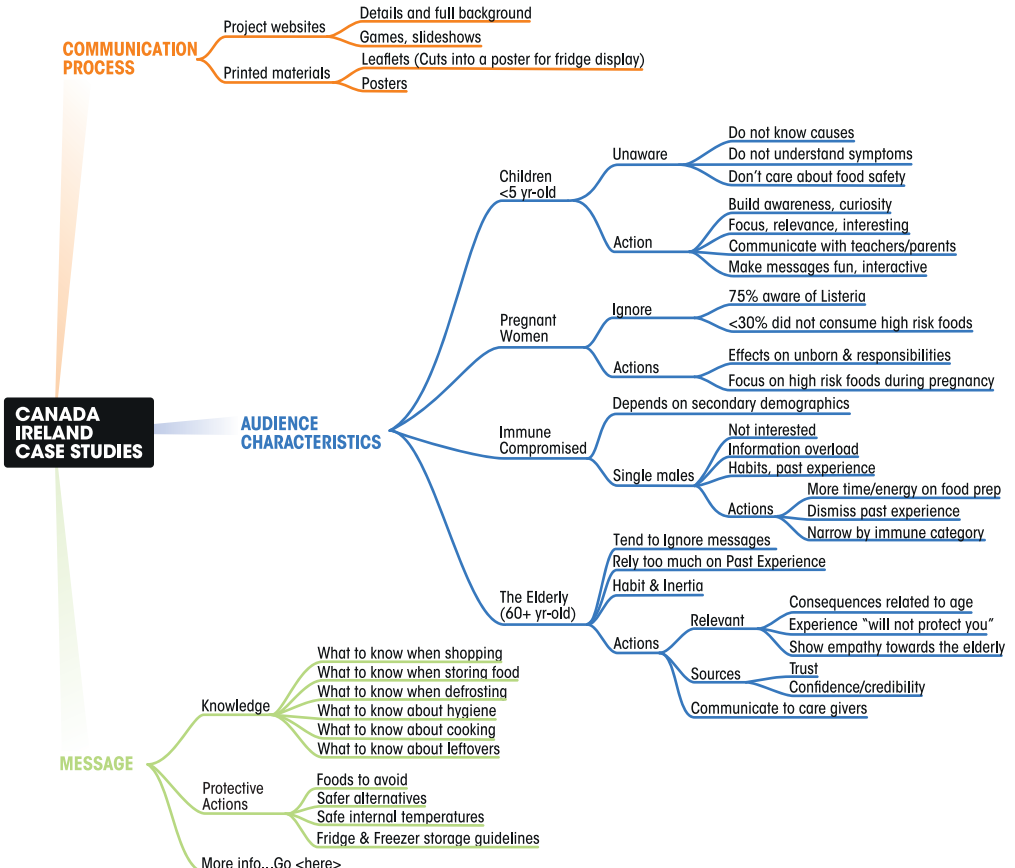 COMMUNICATION
PROCESS
Project websites
Details and full background
Games, slideshows
Printed materials
Leaflets (Cuts into a poster for fridge display)
Posters
CANADA
IRELAND
CASE STUDIES
AUDIENCE
CHARACTERISTICS
Children
<5 yr-old
Unaware
Do not know causes
Do not understand symptoms
Don't care about food safety
Action
Build awareness, curiosity
Focus, relevance, interesting
Communicate with teachers/parents
Make messages fun, interactive
Pregnant
Women
Ignore
75% aware of Listeria
<30% did not consume high risk foods
Actions
Effects on unborn & responsibilities
Focus on high risk foods during pregnancy
Immune
Compromised
Depends on secondary demographics
Single males
Not interested
Information overload
Habits, past experience
Actions
More time/energy on food prep
Dismiss past experience
Narrow by immune category
The Elderly
(60+ yr-old)
Tend to Ignore messages
Rely too much on Past Experience
Habit & Inertia
Actions
Relevant
Consequences related to age
Experience "will not protect you"
Show empathy towards the elderly
Sources
Trust
Confidence/credibility
Communicate to care givers
MESSAGE
Knowledge
What to know when shopping
What to know when storing food
What to know when defrosting
What to know about hygiene
What to know about cooking
What to know about leftovers
Protective
Actions
Foods to avoid
Safer alternatives
Safe internal temperatures
Fridge & Freezer storage guidelines
More info...Go <here>